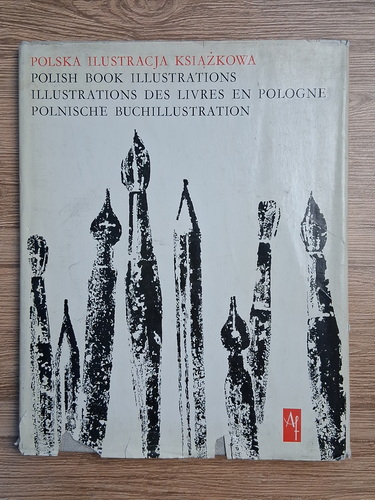 POLSKA ILUSTRACJA KSIĄŻKOWA
POLISH BOOK ILLUSTRATIONS
ILLUSTRATIONS DES LIVRES EN POLOGNE
POLNISCHE BUCHILLUSTRATION
Af